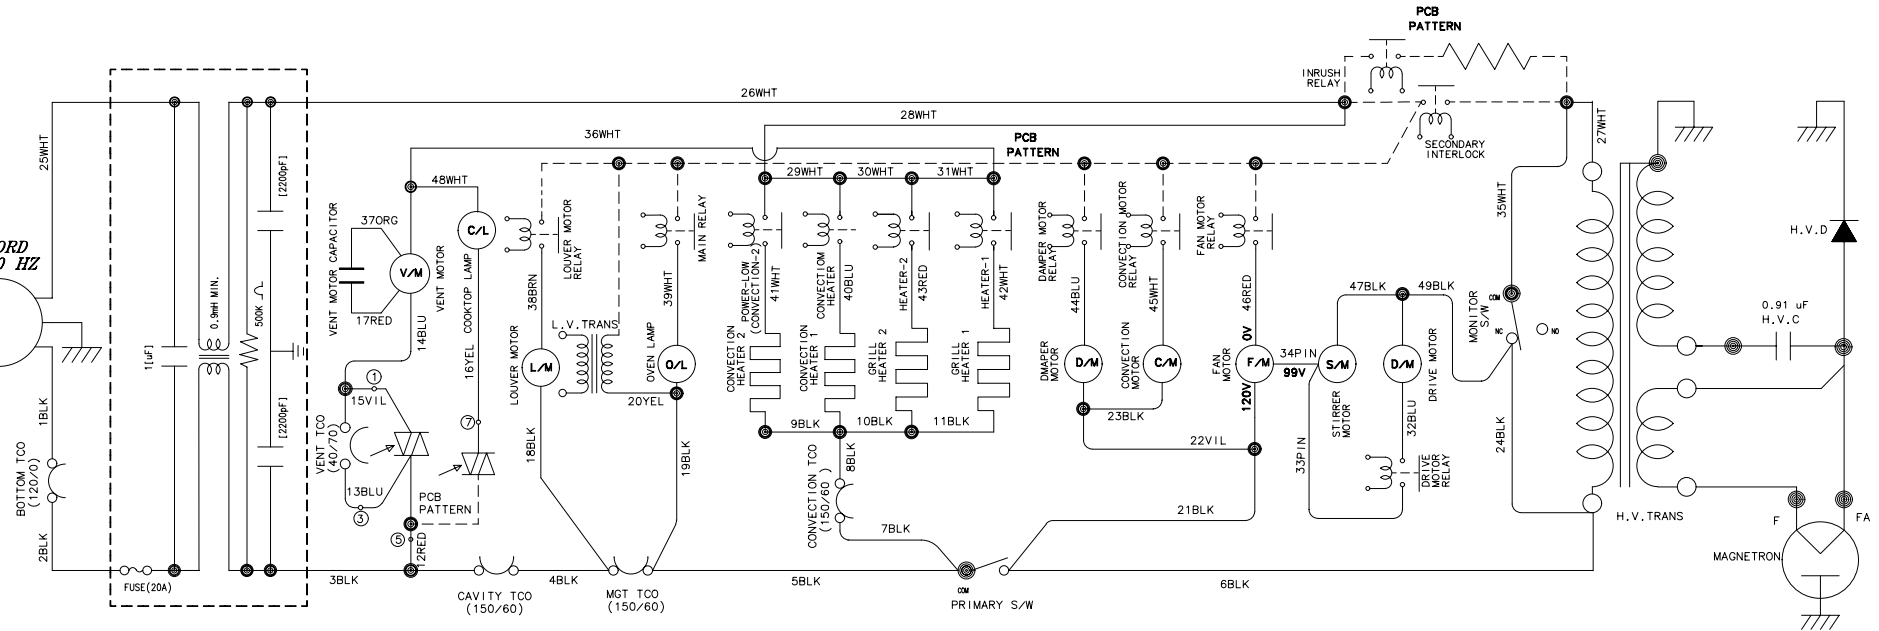 PCB
PATTERN
INRUSH
RELAY
26WHT
28WHT
36WHT
PCB
PATTERN
SECONDARY
INTERLOCK
27WHT
25WHT
[2200pF]
48WHT
29WHT
30WHT
31WHT
35WHT
ORD
0 HZ
37ORG
VENT MOTOR CAPACITOR
V/M
VENT MOTOR
C/L
COOKTOP LAMP
LOUVER MOTOR
RELAY
MAIN RELAY
POWER-LOW
(CONVECTION-2)
41WHT
CONVECTIOM
HEATER
40BLU
HEATER-2
43RED
HEATER-1
42WHT
DAMPER MOTOR
RELAY
44BLU
CONVECTION MOTOR
RELAY
45WHT
FAN MOTOR
RELAY
46RED
H.V.D
0.9mH MIN.
500K
17RED
14BLU
16YEL
38BRN
39WHT
47BLK
49BLK
MONITOR
S/W
COM
NC
NO
0.91 uF
H.V.C
1[uF]
L.V.TRANS
LOUVER MOTOR
L/M
OVEN LAMP
O/L
CONVECTION
HEATER 2
CONVECTION
HEATER 1
GRILL
HEATER 2
GRILL
HEATER 1
DMAPER
MOTOR
D/M
CONVECTION
MOTOR
C/M
FAN
MOTOR
0V
F/M
120V
34PIN
99V
S/M
STIRRER
MOTOR
D/M
DRIVE MOTOR
1
15VIL
20YEL
1BLK
[2200pF]
VENT TCO
(40/70)
7
18BLK
19BLK
9BLK
10BLK
11BLK
23BLK
22VIL
32BLU
33PIN
24BLK
BOTTOM TCO
(120/0)
13BLU
3
PCB
PATTERN
CONVECTION TCO
(150/60)
8BLK
DRIVE
MOTOR
RELAY
H.V.TRANS
F
FA
2BLK
5
12RED
7BLK
21BLK
MAGNETRON
FUSE(20A)
3BLK
4BLK
5BLK
6BLK
CAVITY TCO
(150/60)
MGT TCO
(150/60)
COM
PRIMARY S/W